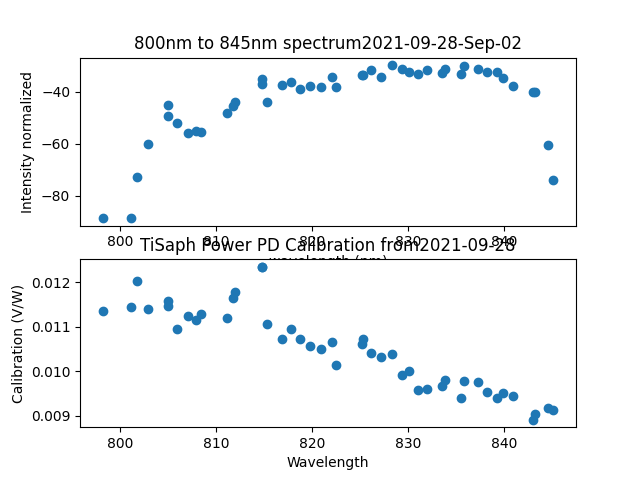 800nm to 845nm spectrum2021-09-28-Sep-02
Intensity normalized
−40
−60
−80
800 810 820 830 840
wavelength (nm)
TiSaph Power PD Calibration from2021-09-28
Calibration (V/W)
0.012
0.011
0.010
0.009
800 810 820 830 840
Wavelength